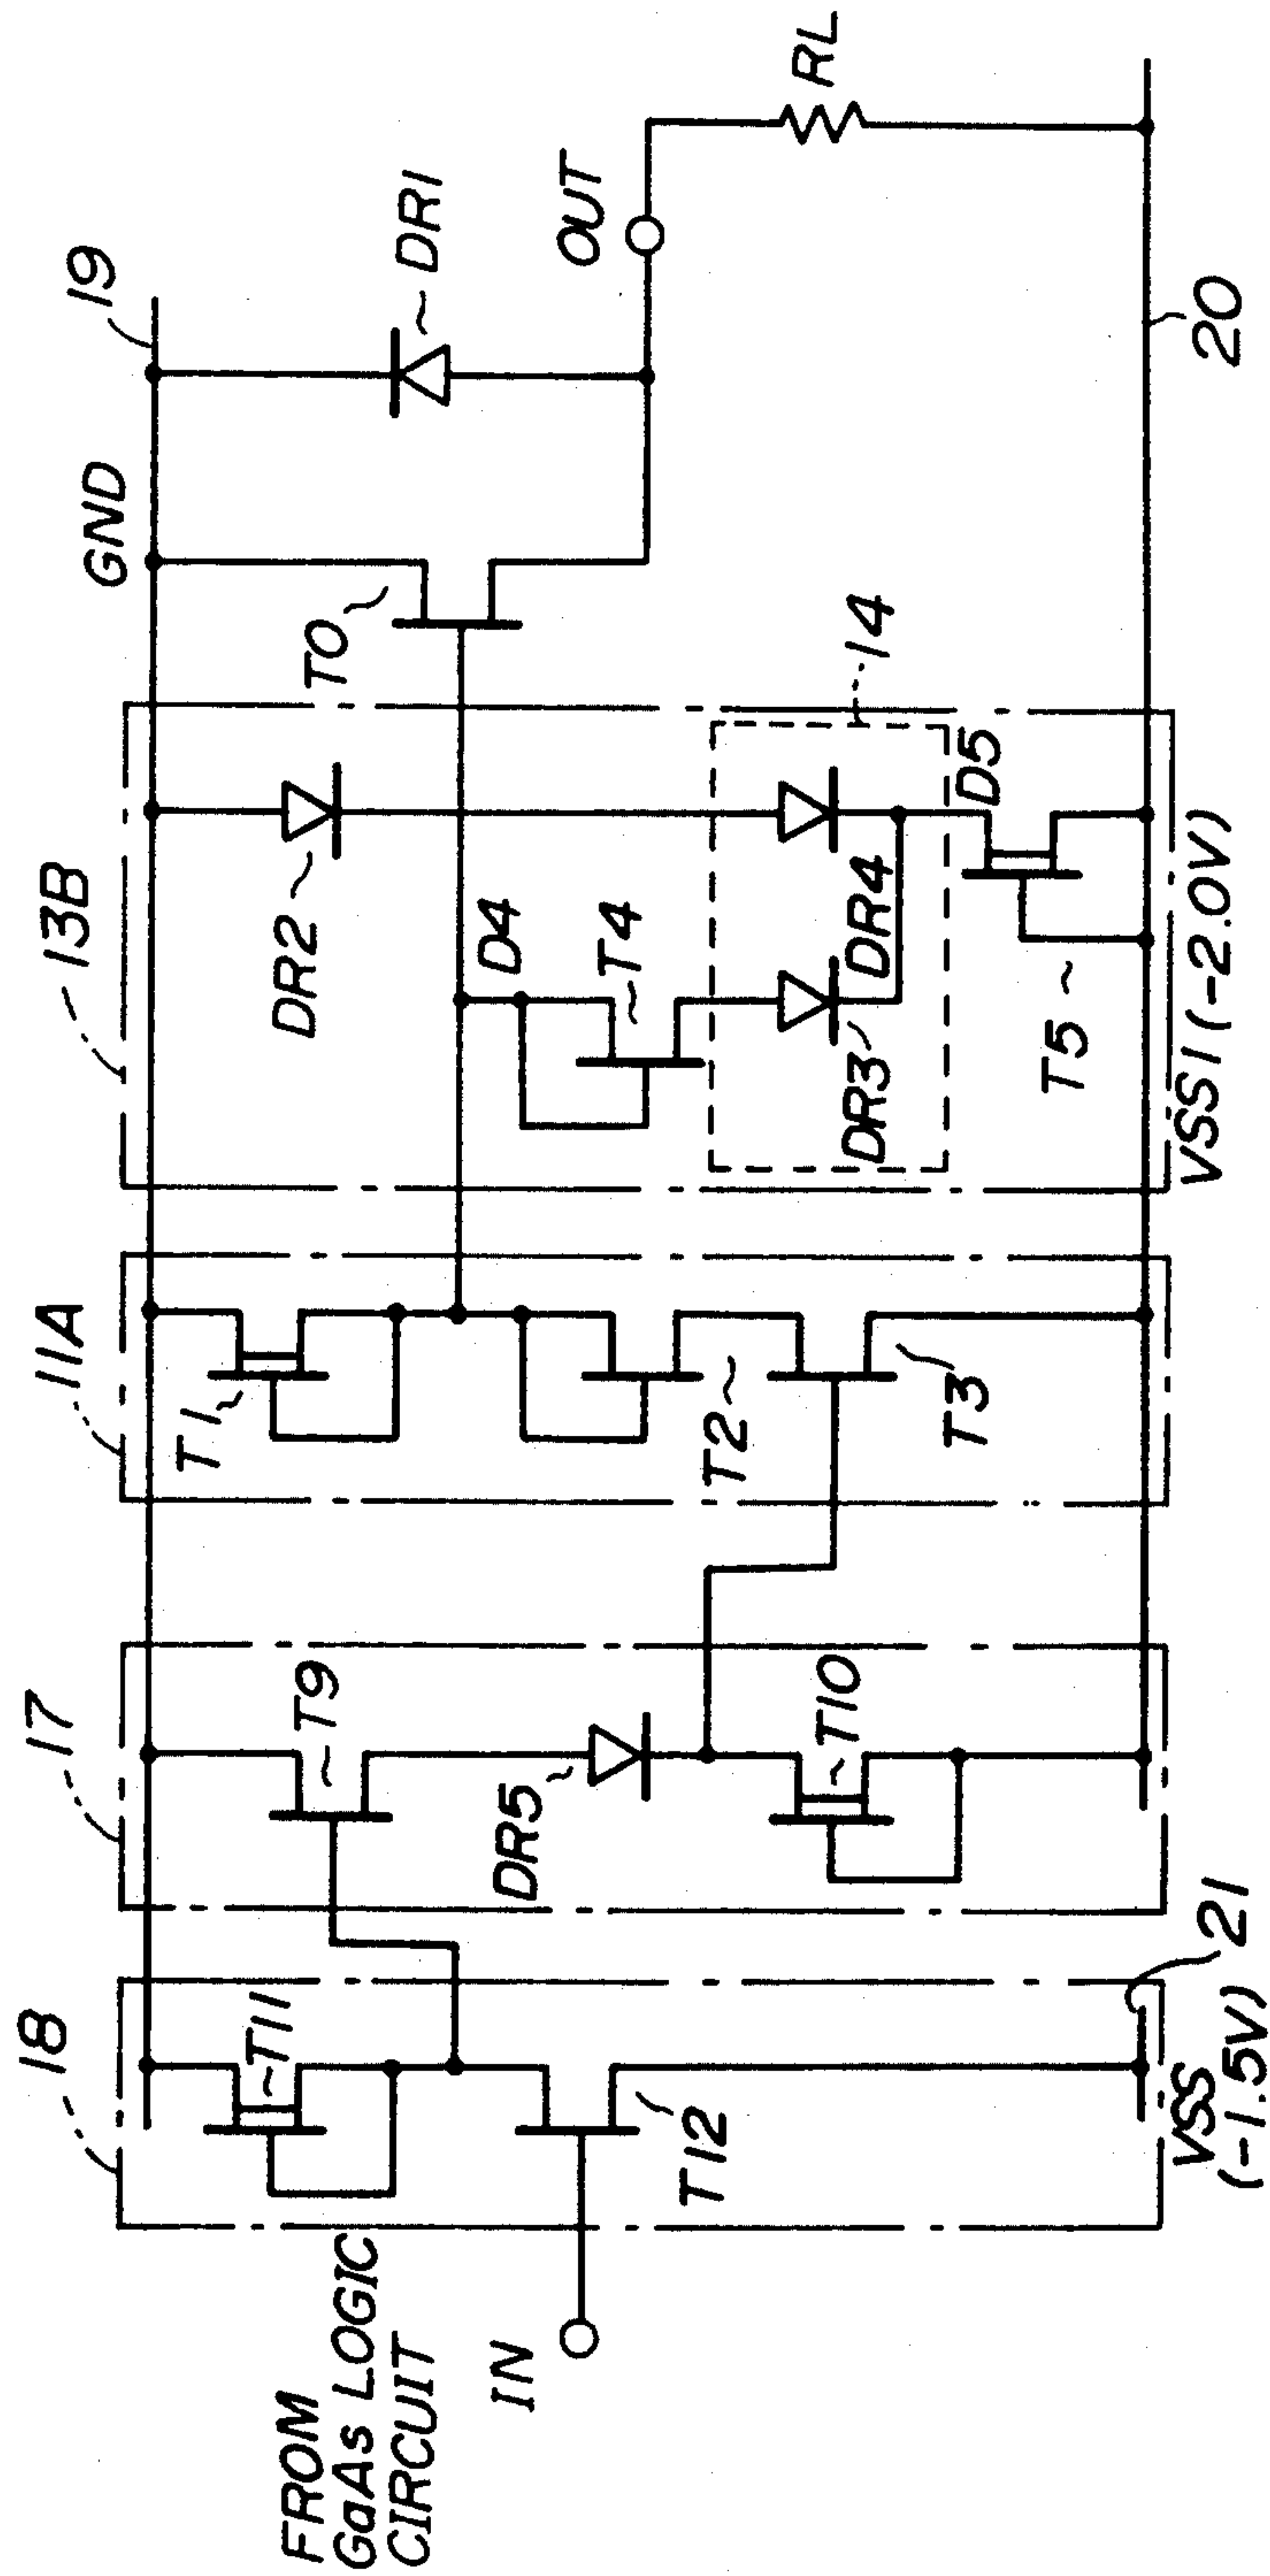 FROM
GaAs LOGIC
CIRCUIT
IN
18
T11
T12
VSS
(-1.5V)
21
17
T9
DR5
T10
11A
T1
T2
T3
13B
DR2
D4
T4
DR3
DR4
14
D5
T5
VSS1 (-2.0V)
GND
T0
19
DR1
OUT
RL
20